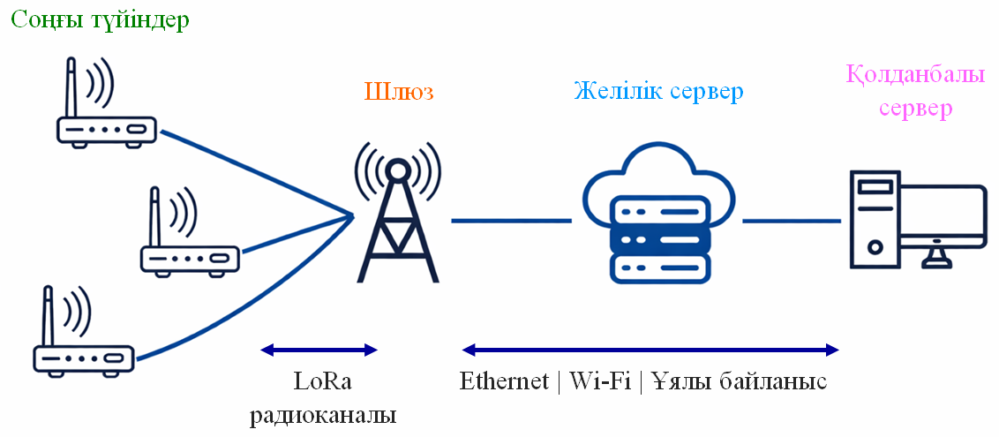 Соңғы түйіндер
Шлюз
Желілік сервер
Қолданбалы
сервер
LoRa
радиоканалы
Ethernet | Wi-Fi | Ұялы байланыс